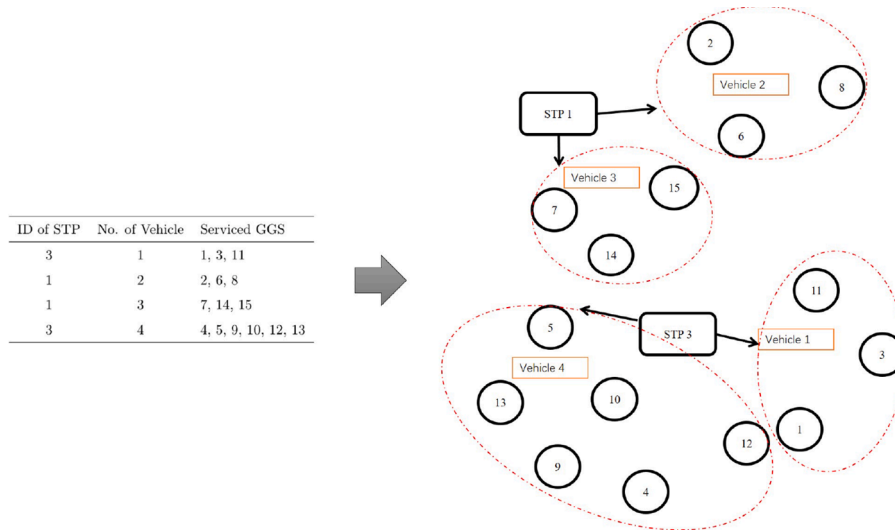 ID of STP No. of Vehicle Serviced GGS
3 1 1, 3, 11
1 2 2, 6, 8
1 3 7, 14, 15
3 4 4, 5, 9, 10, 12, 13
2
Vehicle 2
8
STP 1
6
Vehicle 3
15
7
14
11
5
STP 3
Vehicle 1
3
Vehicle 4
13
10
1
12
9
4